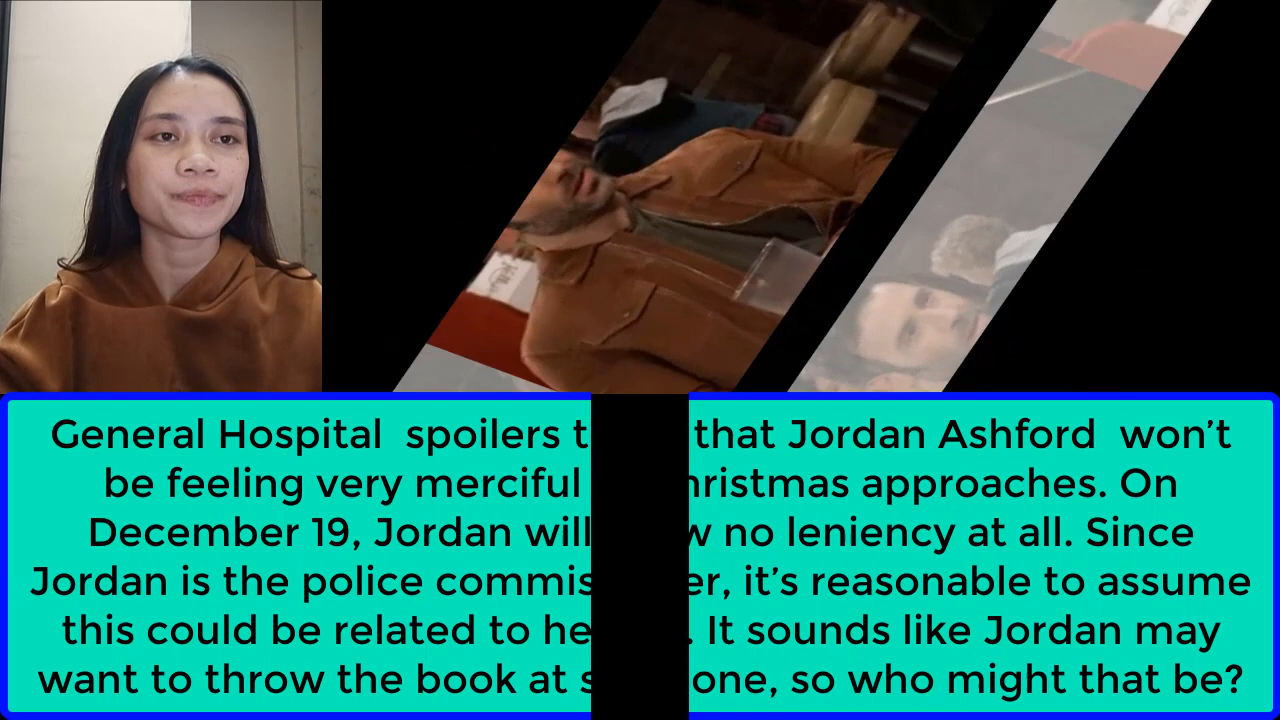 General Hospital spoilers t that Jordan Ashford won't
be feeling very merciful hristmas approaches. On
December 19, Jordan will w no leniency at all. Since
Jordan is the police commis er, it's reasonable to assume
this could be related to he . It sounds like Jordan may
want to throw the book at s one, so who might that be?